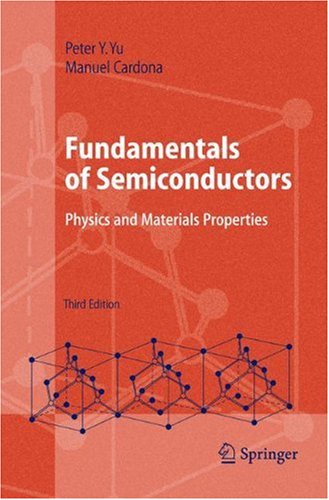 Peter Y. Yu
Manuel Cardona
Fundamentals
of Semiconductors
Physics and Materials Properties
Third Edition
Springer